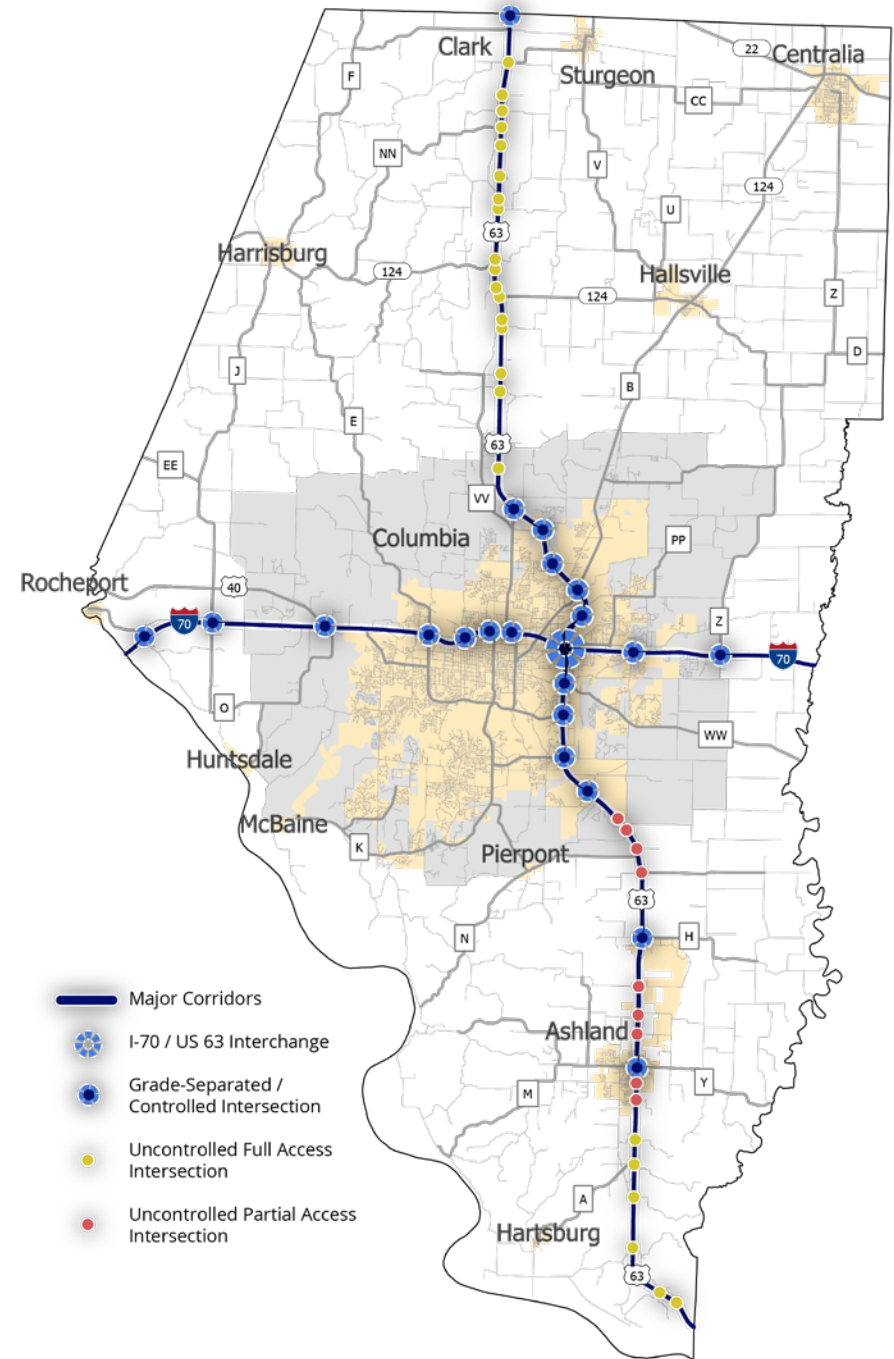 Clark
22
Centralia
Sturgeon
F
CC
NN
V
124
U
63
Harrisburg
124
Hallsville
124
Z
D
J
B
E
63
EE
VV
Columbia
PP
Rocheport
40
70
Z
70
O
WW
Huntsdale
McBaine
K
Pierpont
63
N
H
Major Corridors
Ashland
I-70 / US 63 Interchange
Grade-Separated /
Controlled Intersection
Y
M
Uncontrolled Full Access
Intersection
A
Uncontrolled Partial Access
Intersection
Hartsburg
63